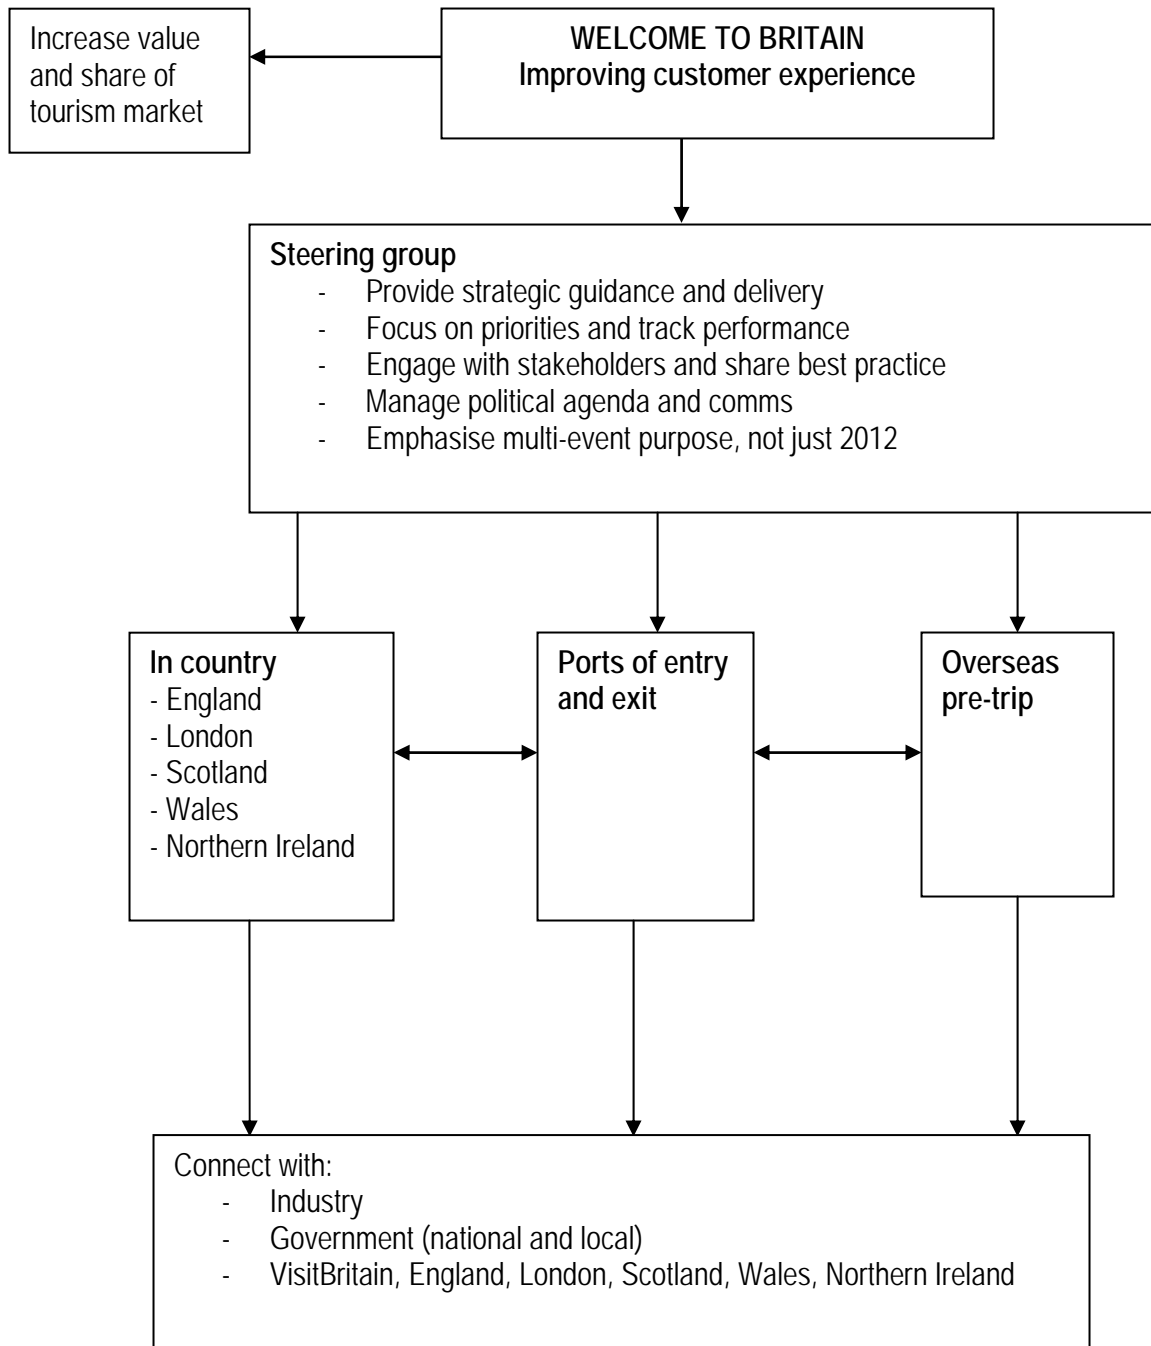 Increase value
and share of
tourism market
WELCOME TO BRITAIN
Improving customer experience
Steering group
- Provide strategic guidance and delivery
- Focus on priorities and track performance
- Engage with stakeholders and share best practice
- Manage political agenda and comms
- Emphasise multi-event purpose, not just 2012
In country
- England
- London
- Scotland
- Wales
- Northern Ireland
Ports of entry
and exit
Overseas
pre-trip
Connect with:
- Industry
- Government (national and local)
- VisitBritain, England, London, Scotland, Wales, Northern Ireland